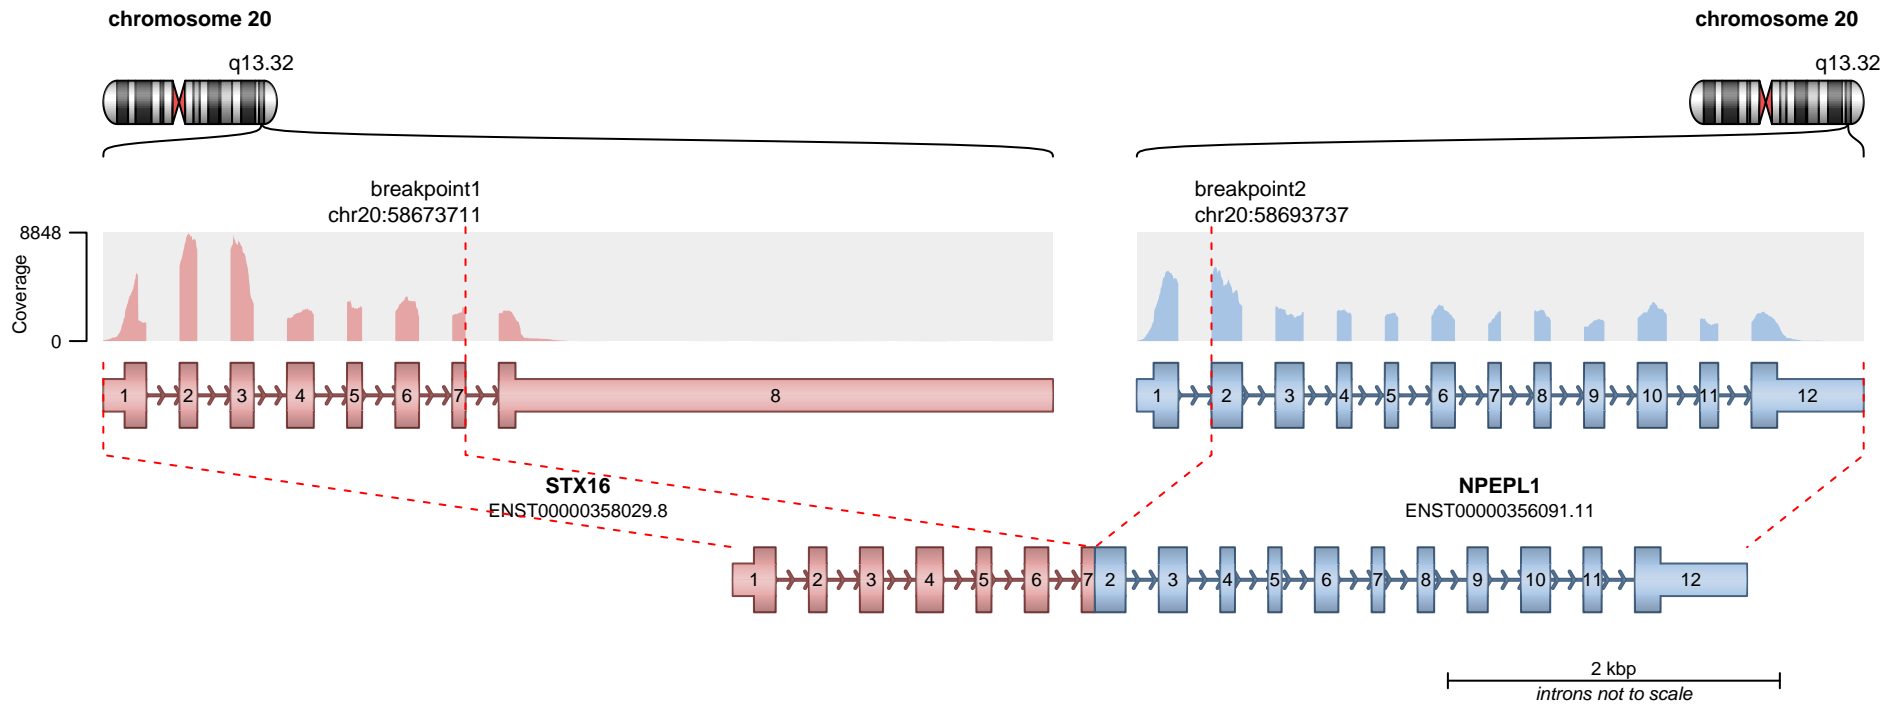 chromosome 20
chromosome 20
q13.32
q13.32
breakpoint1
chr20:58673711
breakpoint2
chr20:58693737
8848
Coverage
0
1 2 3 4 5 6 7 8
1 2 3 4 5 6 7 8 9 10 11 12
STX16
ENST00000358029.8
NPEPL1
ENST00000356091.11
1 2 3 4 5 6 7 2 3 4 5 6 7 8 9 10 11 12
2 kbp
introns not to scale